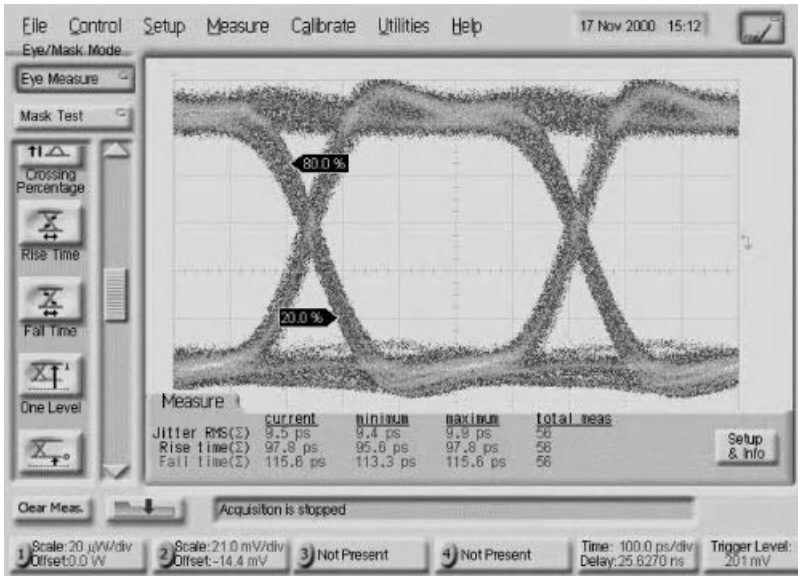 File Control Setup Measure Calibrate Utilities Help 17 Nov 2000 15:12
Eye/Mask Mode
Eye Measure
Mask Test
Crossing
Percentage
Rise Time
Fall Time
One Level
80.0 %
20.0 %
Measure
current minimum maximum total meas
Jitter RMS(Σ) 9.5 ps 9.4 ps 9.9 ps 56
Rise time(Σ) 97.8 ps 95.6 ps 97.8 ps 56
Fall time(Σ) 115.6 ps 113.3 ps 115.6 ps 56
Setup
& Info
Clear Meas.
Acquisition is stopped
1 Scale:20 µW/div
Offset:0.0 W
2 Scale:21.0 mV/div
Offset:-14.4 mV
3 Not Present
4 Not Present
Time: 100.0 ps/div
Delay:25.6270 ns
Trigger Level:
201 mV